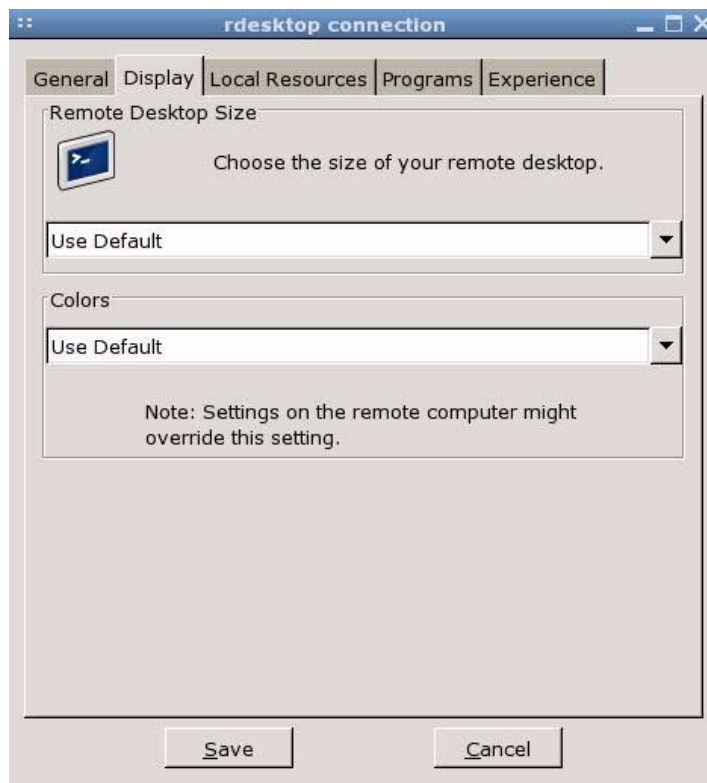 rdesktop connection
General Display Local Resources Programs Experience
Remote Desktop Size
Choose the size of your remote desktop.
Use Default
Colors
Use Default
Note: Settings on the remote computer might
override this setting.
Save Cancel